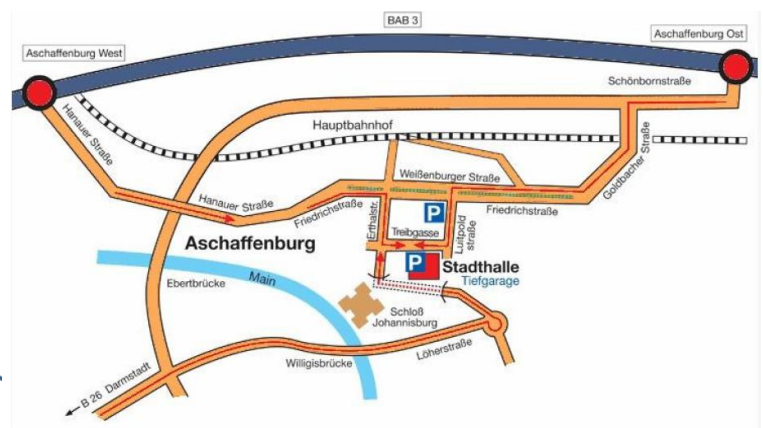 BAB 3
Aschaffenburg West
Aschaffenburg Ost
Schönbornstraße
Hanauer Straße
Hauptbahnhof
Goldbacher Straße
Weißenburger Straße
Hanauer Straße
Friedrichstraße
Friedrichstraße
Erthalstr.
P
Luitpold
straße
Treibgasse
Aschaffenburg
P
Stadthalle
Tiefgarage
Ebertbrücke
Main
Schloß
Johannisburg
Willigisbrücke
Löherstraße
B 26 Darmstadt